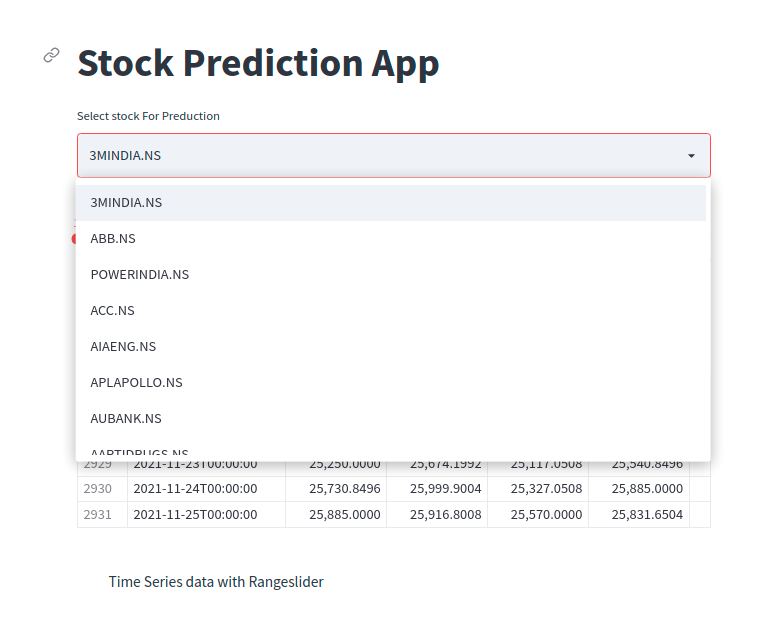 Stock Prediction App
Select stock For Preduction
3MINDIA.NS
3MINDIA.NS
ABB.NS
POWERINDIA.NS
ACC.NS
AIAENG.NS
APLAPOLLO.NS
AUBANK.NS
AARTIDRUGS.NS
2929 2021-11-23T00:00:00 25,250.0000 25,674.1992 25,117.0508 25,540.8496
2930 2021-11-24T00:00:00 25,730.8496 25,999.9004 25,327.0508 25,885.0000
2931 2021-11-25T00:00:00 25,885.0000 25,916.8008 25,570.0000 25,831.6504
Time Series data with Rangeslider